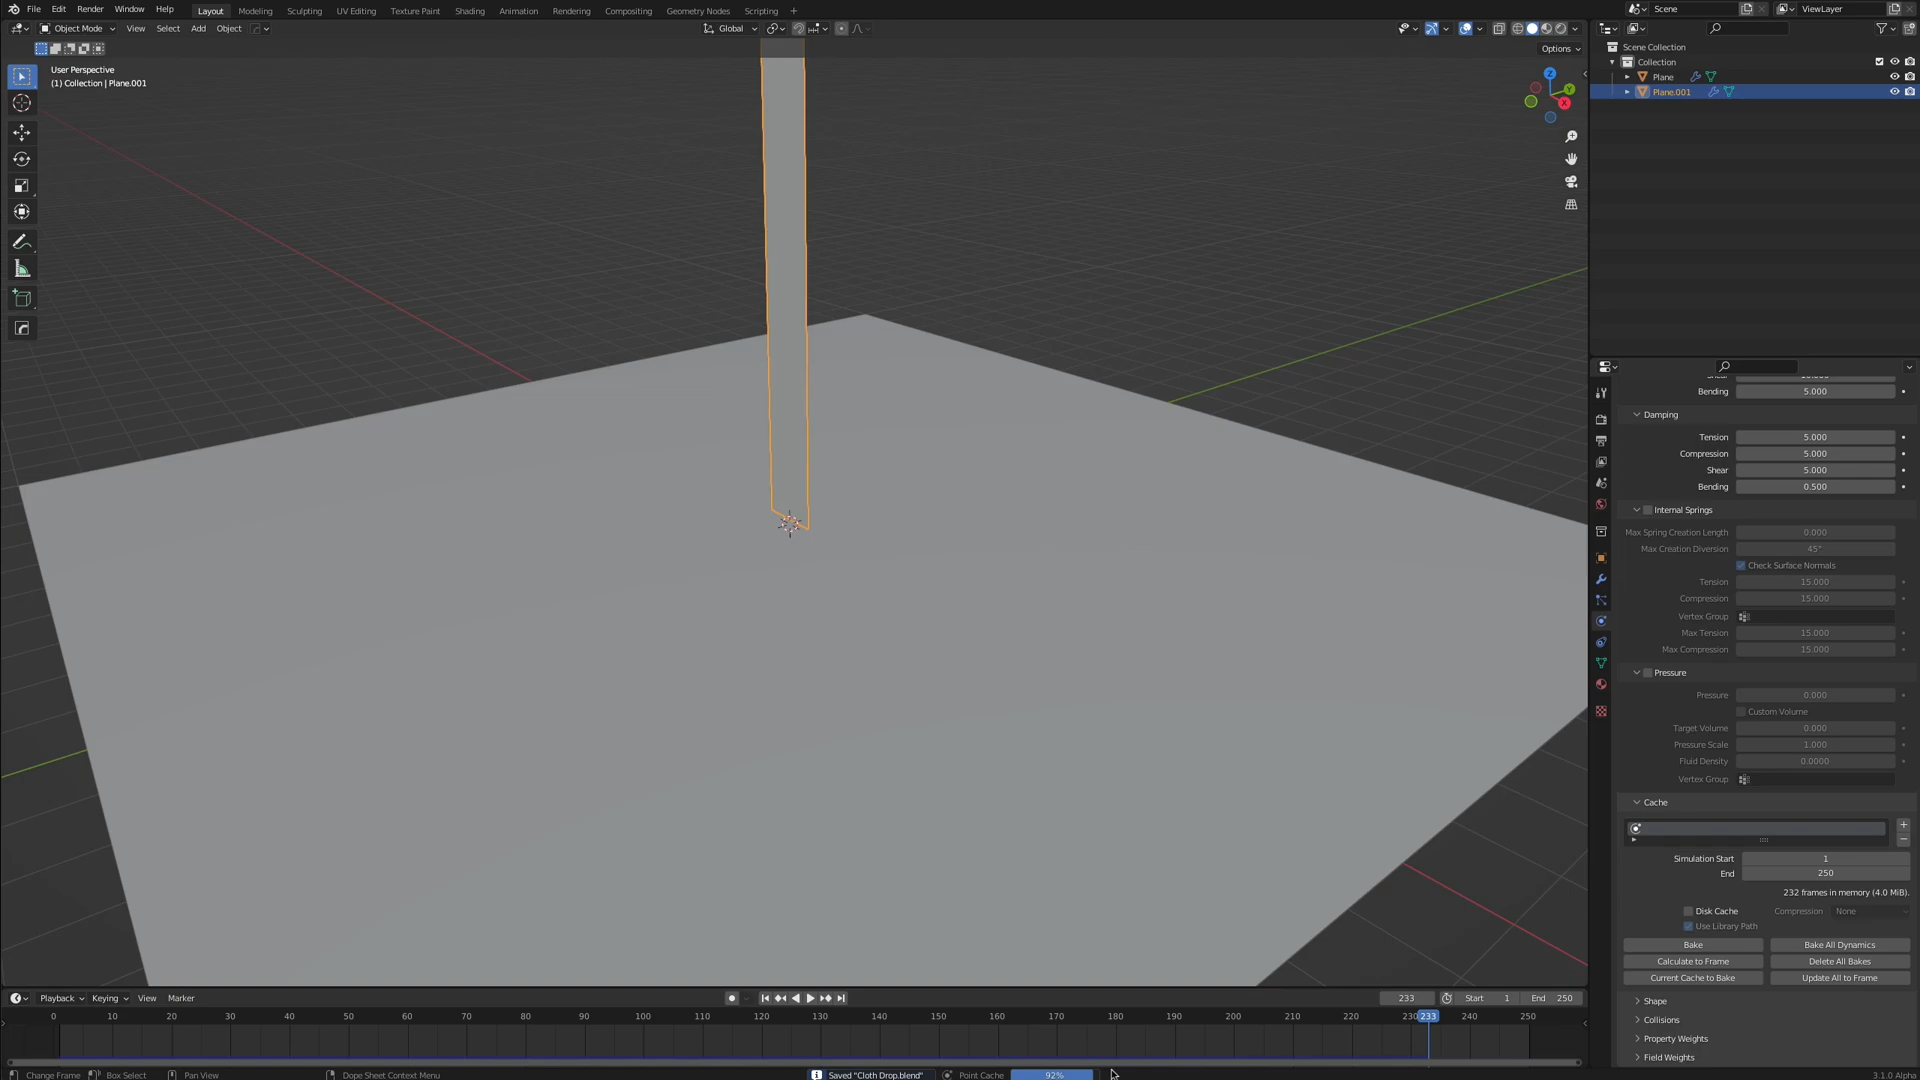 File Edit Render Window Help Layout Modeling Sculpting UV Editing Texture Paint Shading Animation Rendering Compositing Geometry Nodes Scripting + Scene ViewLayer
Object Mode View Select Add Object Global
Options
User Perspective
(1) Collection | Plane.001
Z
Y
X
Scene Collection
Collection
Plane
Plane.001
Bending 5.000
Damping
Tension 5.000
Compression 5.000
Shear 5.000
Bending 0.500
Internal Springs
Max Spring Creation Length 0.000
Max Creation Diversion 45°
Check Surface Normals
Tension 15.000
Compression 15.000
Vertex Group
Max Tension 15.000
Max Compression 15.000
Pressure
Pressure 0.000
Custom Volume
Target Volume 0.000
Pressure Scale 1.000
Fluid Density 0.0000
Vertex Group
Cache
Simulation Start 1
End 250
232 frames in memory (4.0 MiB).
Disk Cache Compression None
Use Library Path
Bake Bake All Dynamics
Calculate to Frame Delete All Bakes
Current Cache to Bake Update All to Frame
Shape
Collisions
Property Weights
Field Weights
Playback Keying View Marker 233 Start 1 End 250
0 10 20 30 40 50 60 70 80 90 100 110 120 130 140 150 160 170 180 190 200 210 220 230 233 240 250
Change Frame Box Select Pan View Dope Sheet Context Menu Saved "Cloth Drop.blend" Point Cache 92% 3.1.0 Alpha